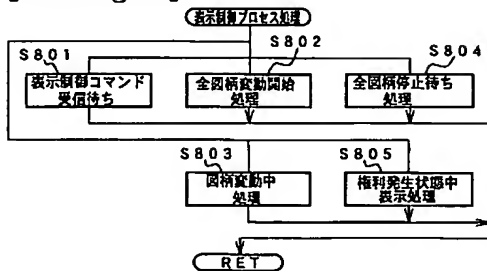 表示制御プロセス処理
S801
S802
S804
表示制御コマンド
受信待ち
全図柄変動開始
処理
全図柄停止待ち
処理
S803
S805
図柄変動中
処理
権利発生状態中
表示処理
RET